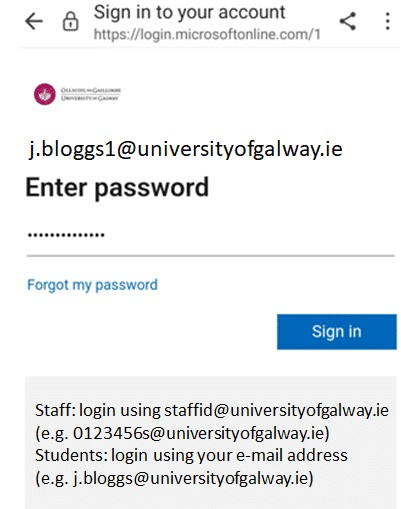 Sign in to your account
https://login.microsoftonline.com/1
OLLSCOIL NA GAILLIMHE
UNIVERSITY OF GALWAY
j.bloggs1@universityofgalway.ie
Enter password
••••••••••••••
Forgot my password
Sign in
Staff: login using staffid@universityofgalway.ie
(e.g. 0123456s@universityofgalway.ie)
Students: login using your e-mail address
(e.g. j.bloggs@universityofgalway.ie)